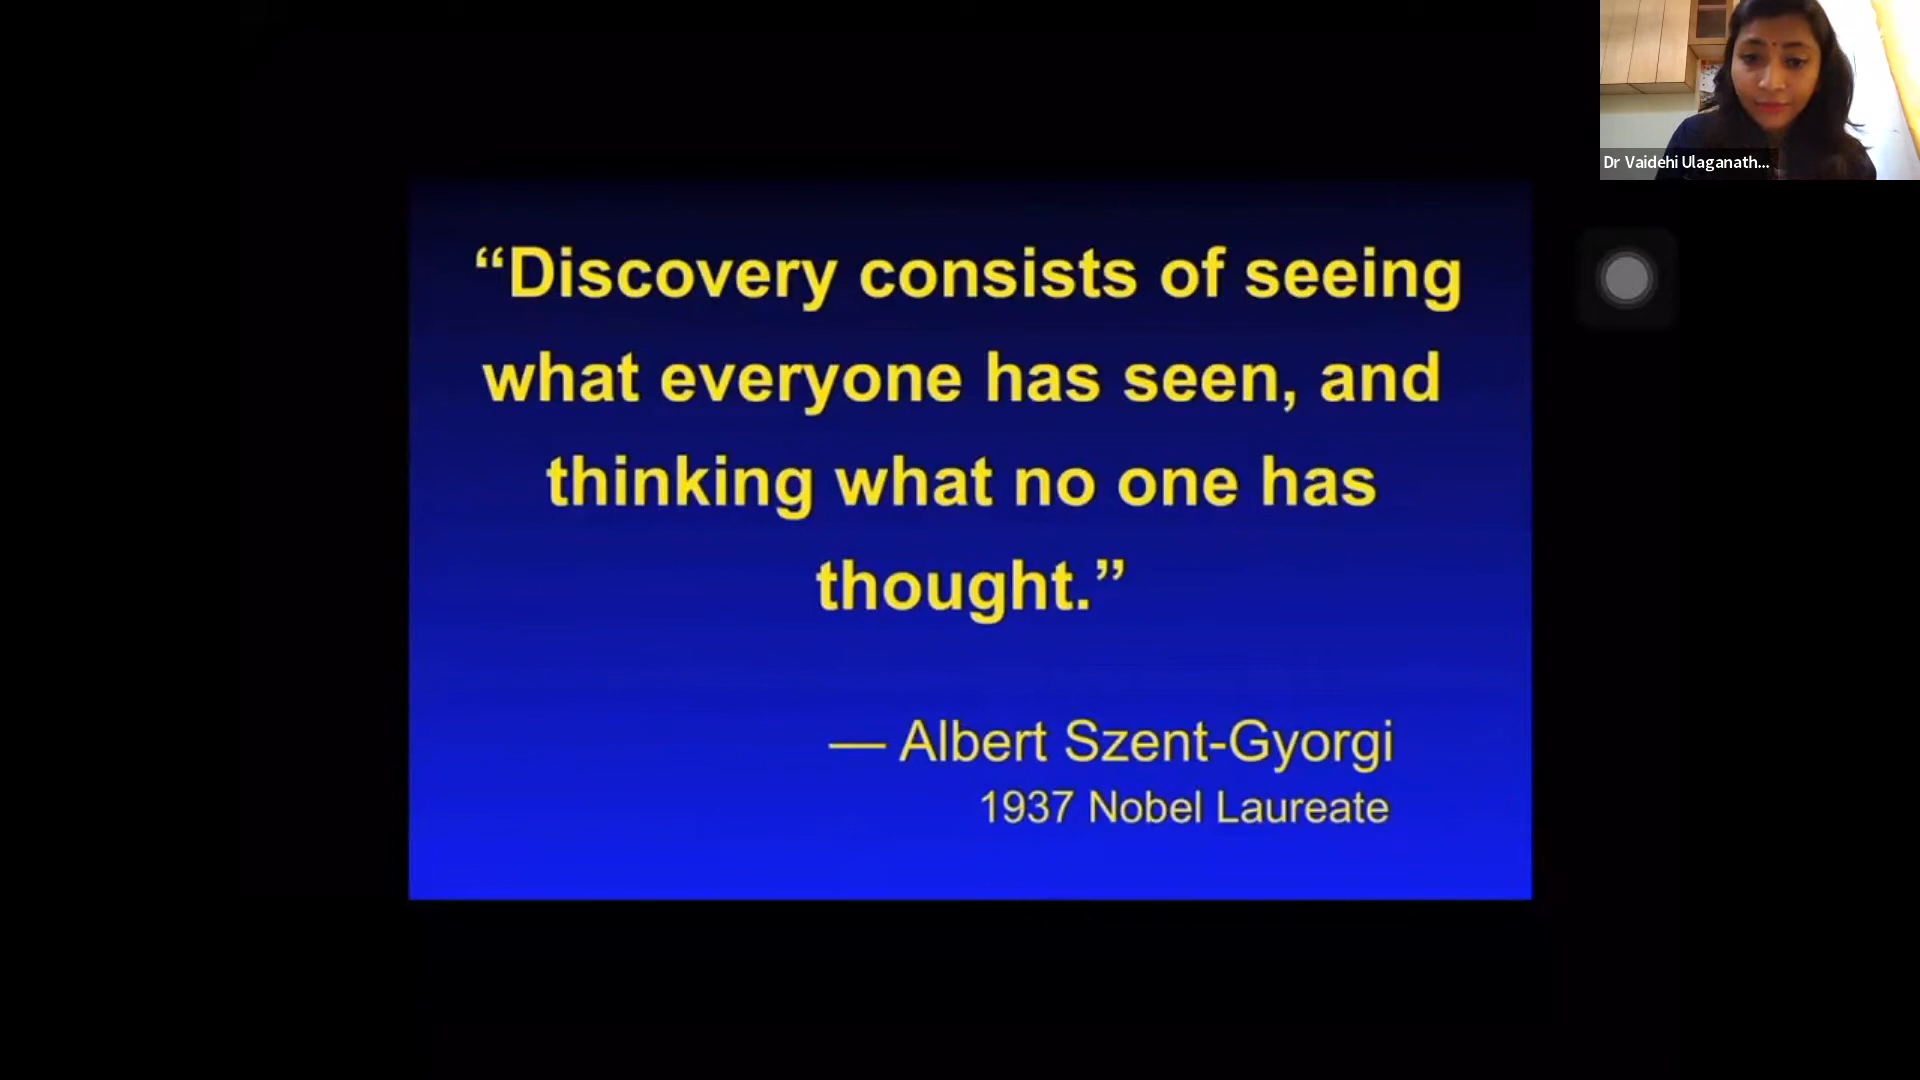 Dr Vaidehi Ulaganath...
“Discovery consists of seeing
what everyone has seen, and
thinking what no one has
thought.”
— Albert Szent-Gyorgi
1937 Nobel Laureate